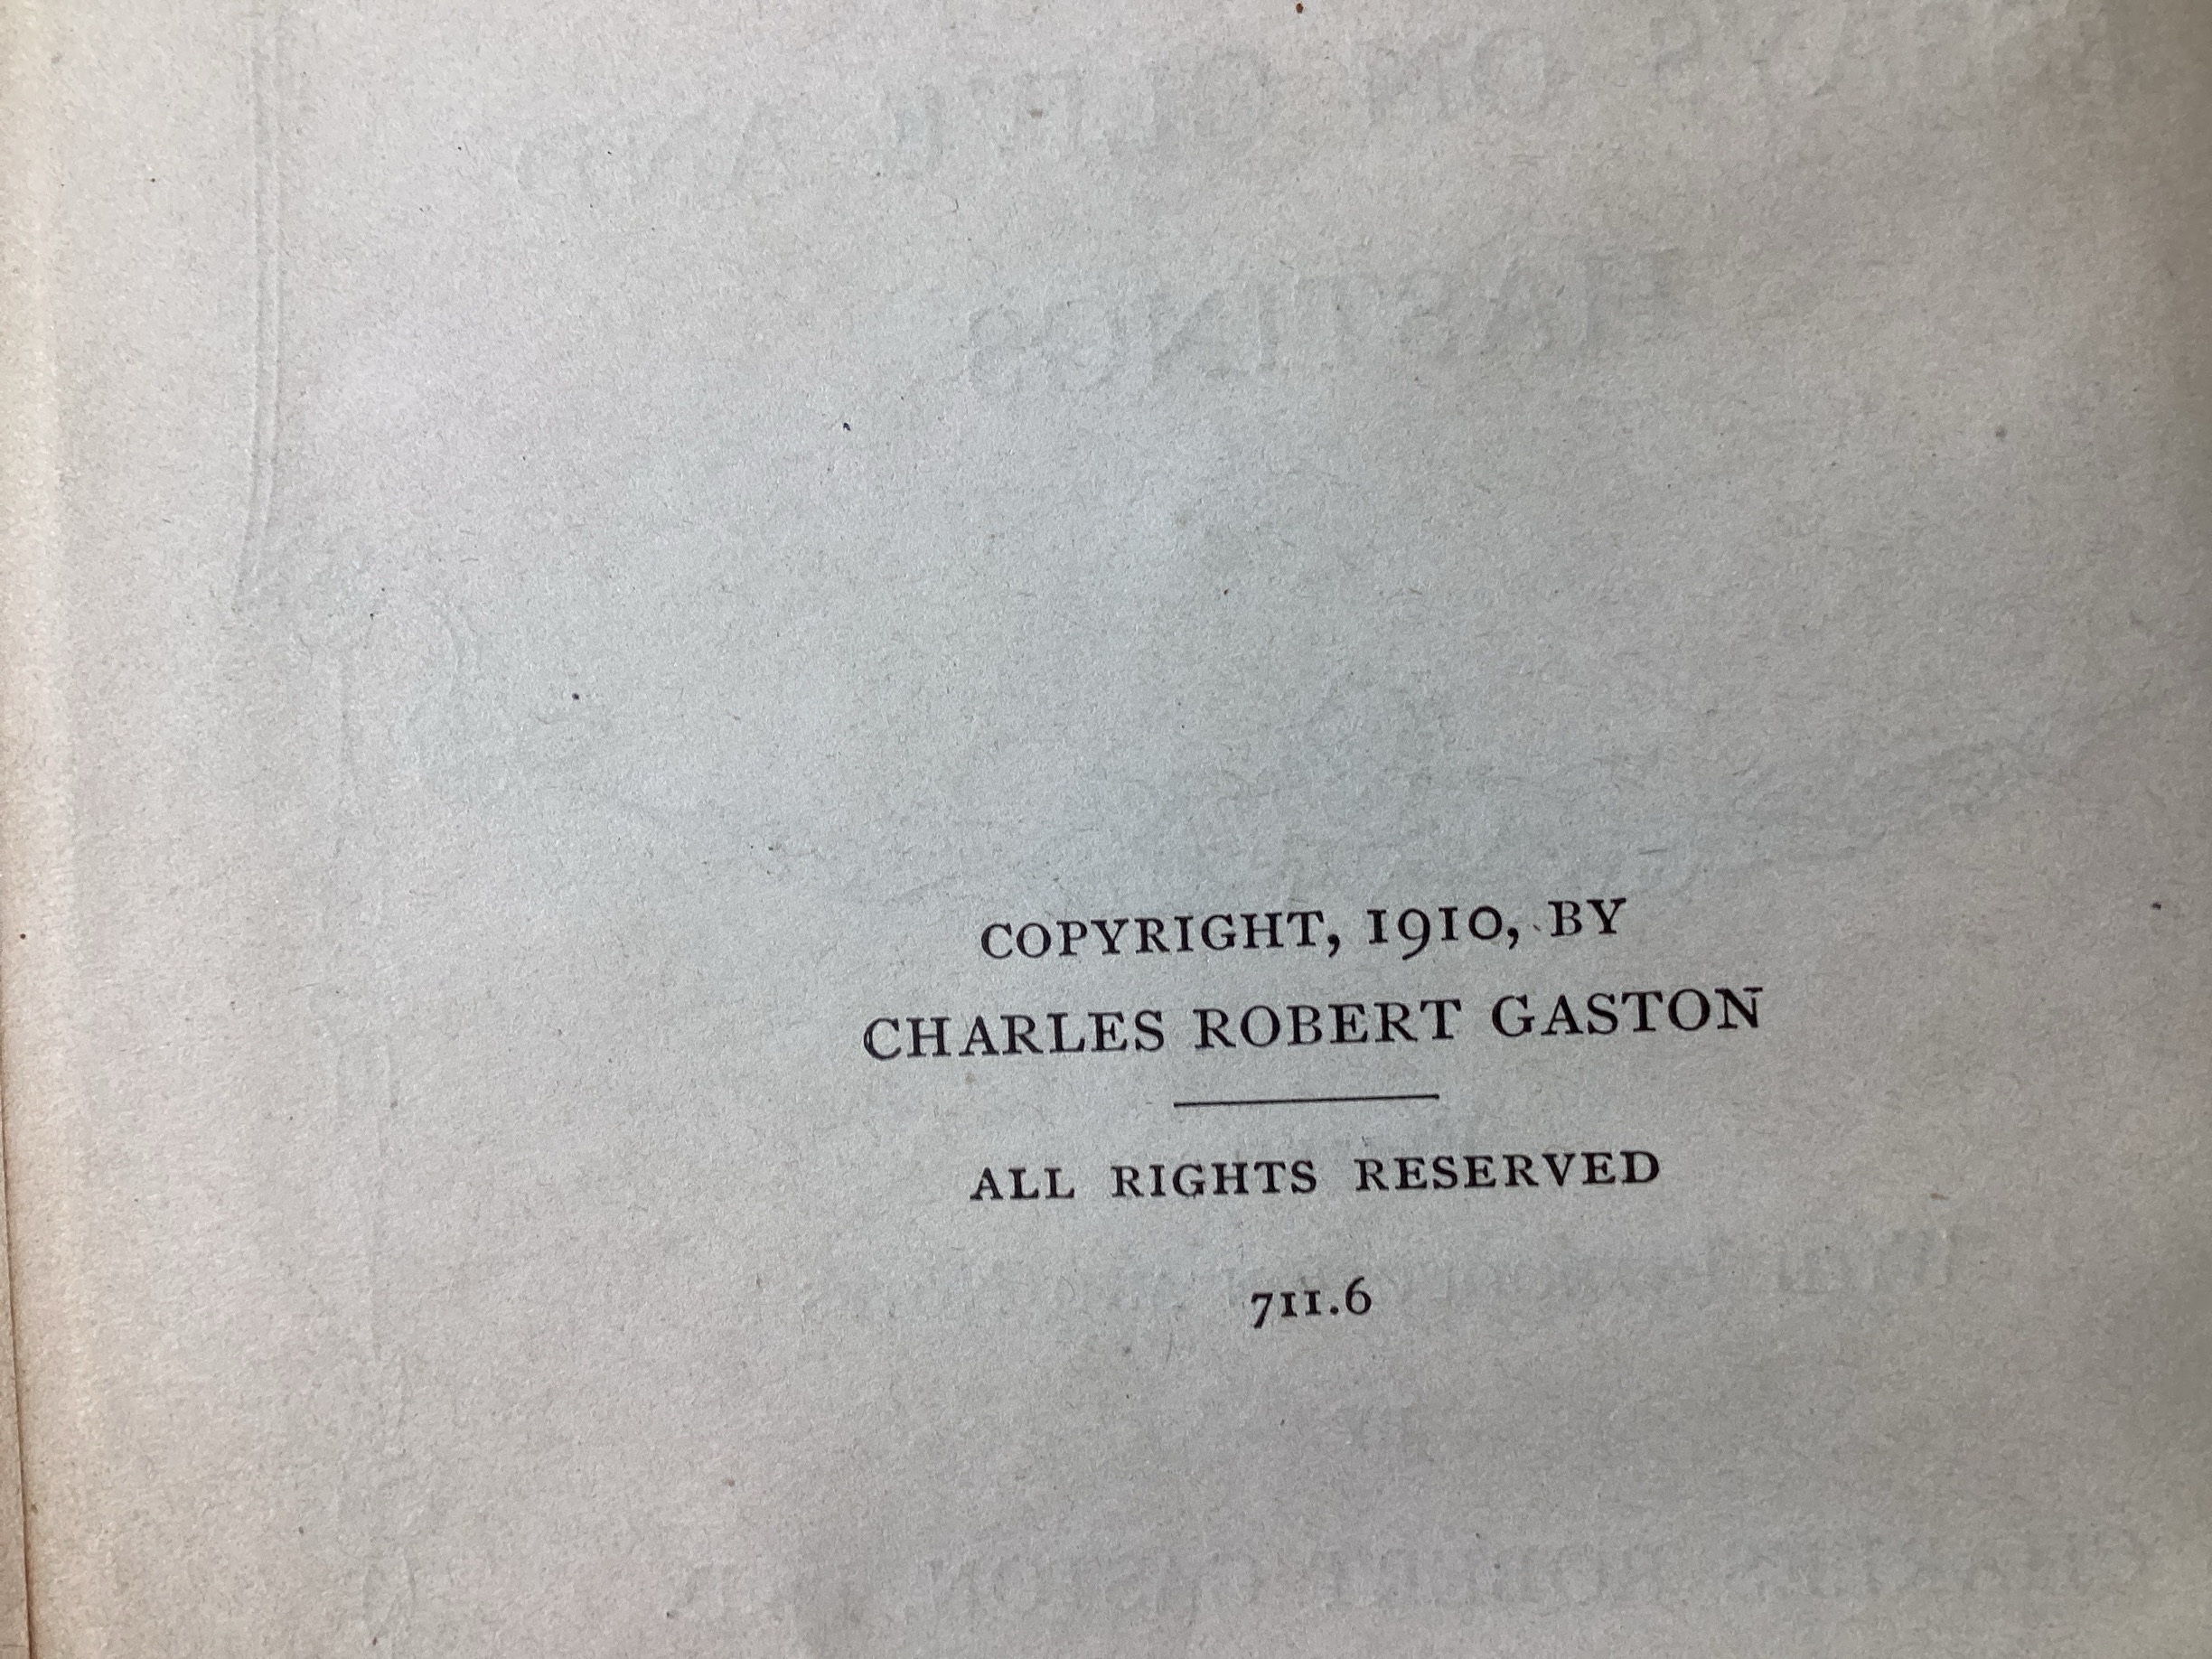 COPYRIGHT, 1910, BY
CHARLES ROBERT GASTON
ALL RIGHTS RESERVED
711.6